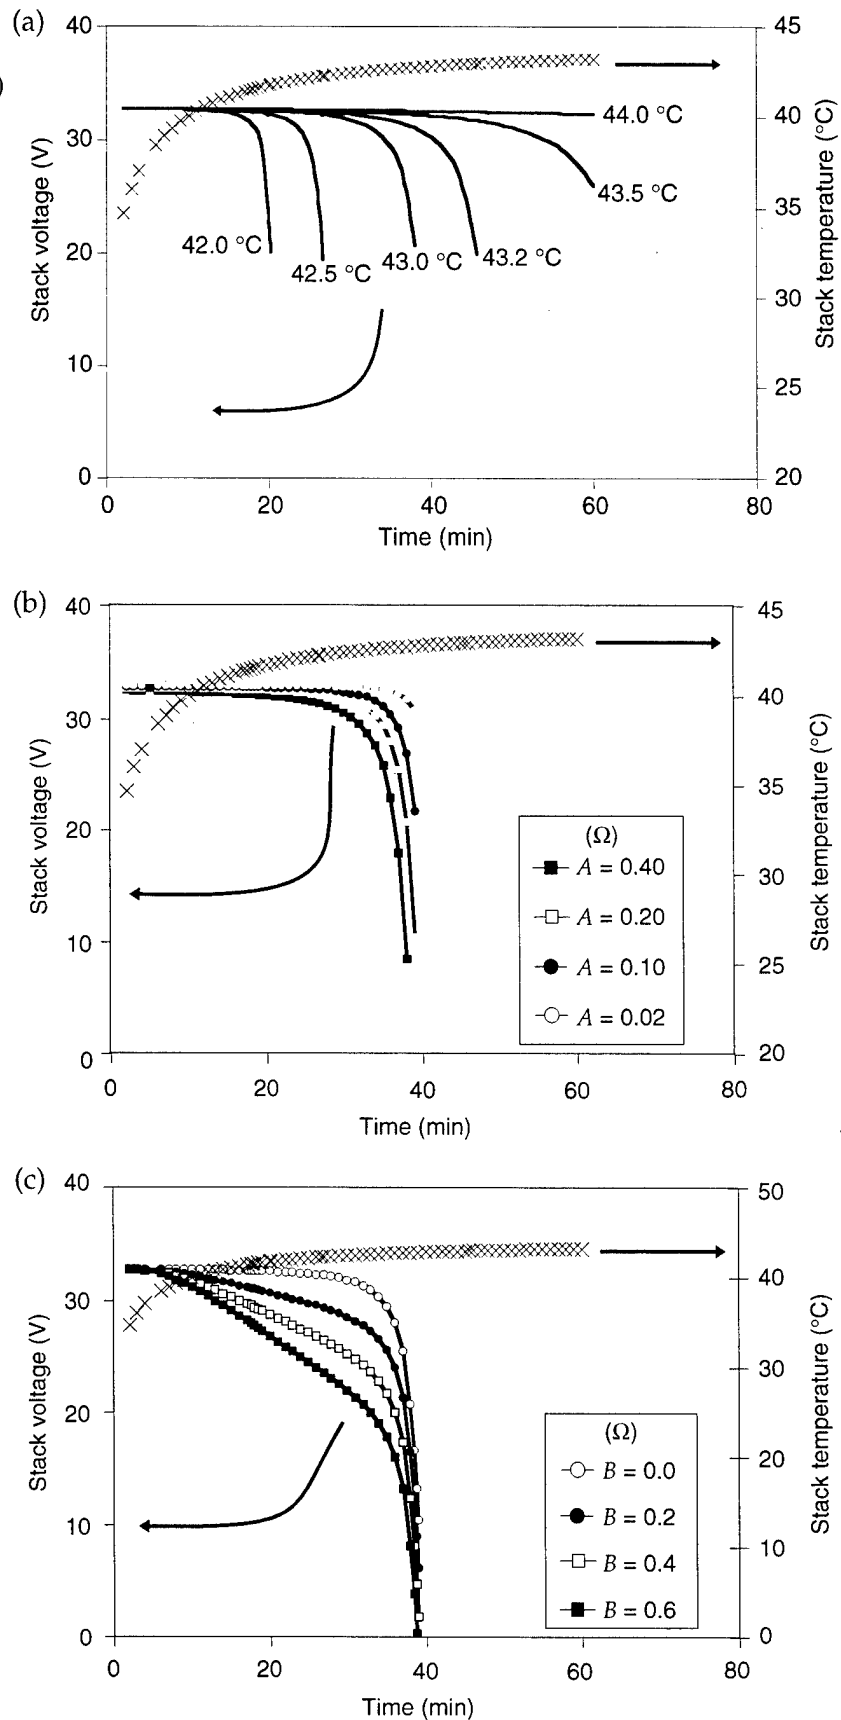 (a)
40
30
20
10
0
Stack voltage (V)
45
40
35
30
25
20
Stack temperature (°C)
44.0 °C
43.5 °C
42.0 °C
42.5 °C
43.0 °C
43.2 °C
0 20 40 60 80
Time (min)
(b)
40
30
20
10
0
Stack voltage (V)
45
40
35
30
25
20
Stack temperature (°C)
(Ω)
A = 0.40
A = 0.20
A = 0.10
A = 0.02
0 20 40 60 80
Time (min)
(c)
40
30
20
10
0
Stack voltage (V)
50
40
30
20
10
0
Stack temperature (°C)
(Ω)
B = 0.0
B = 0.2
B = 0.4
B = 0.6
0 20 40 60 80
Time (min)